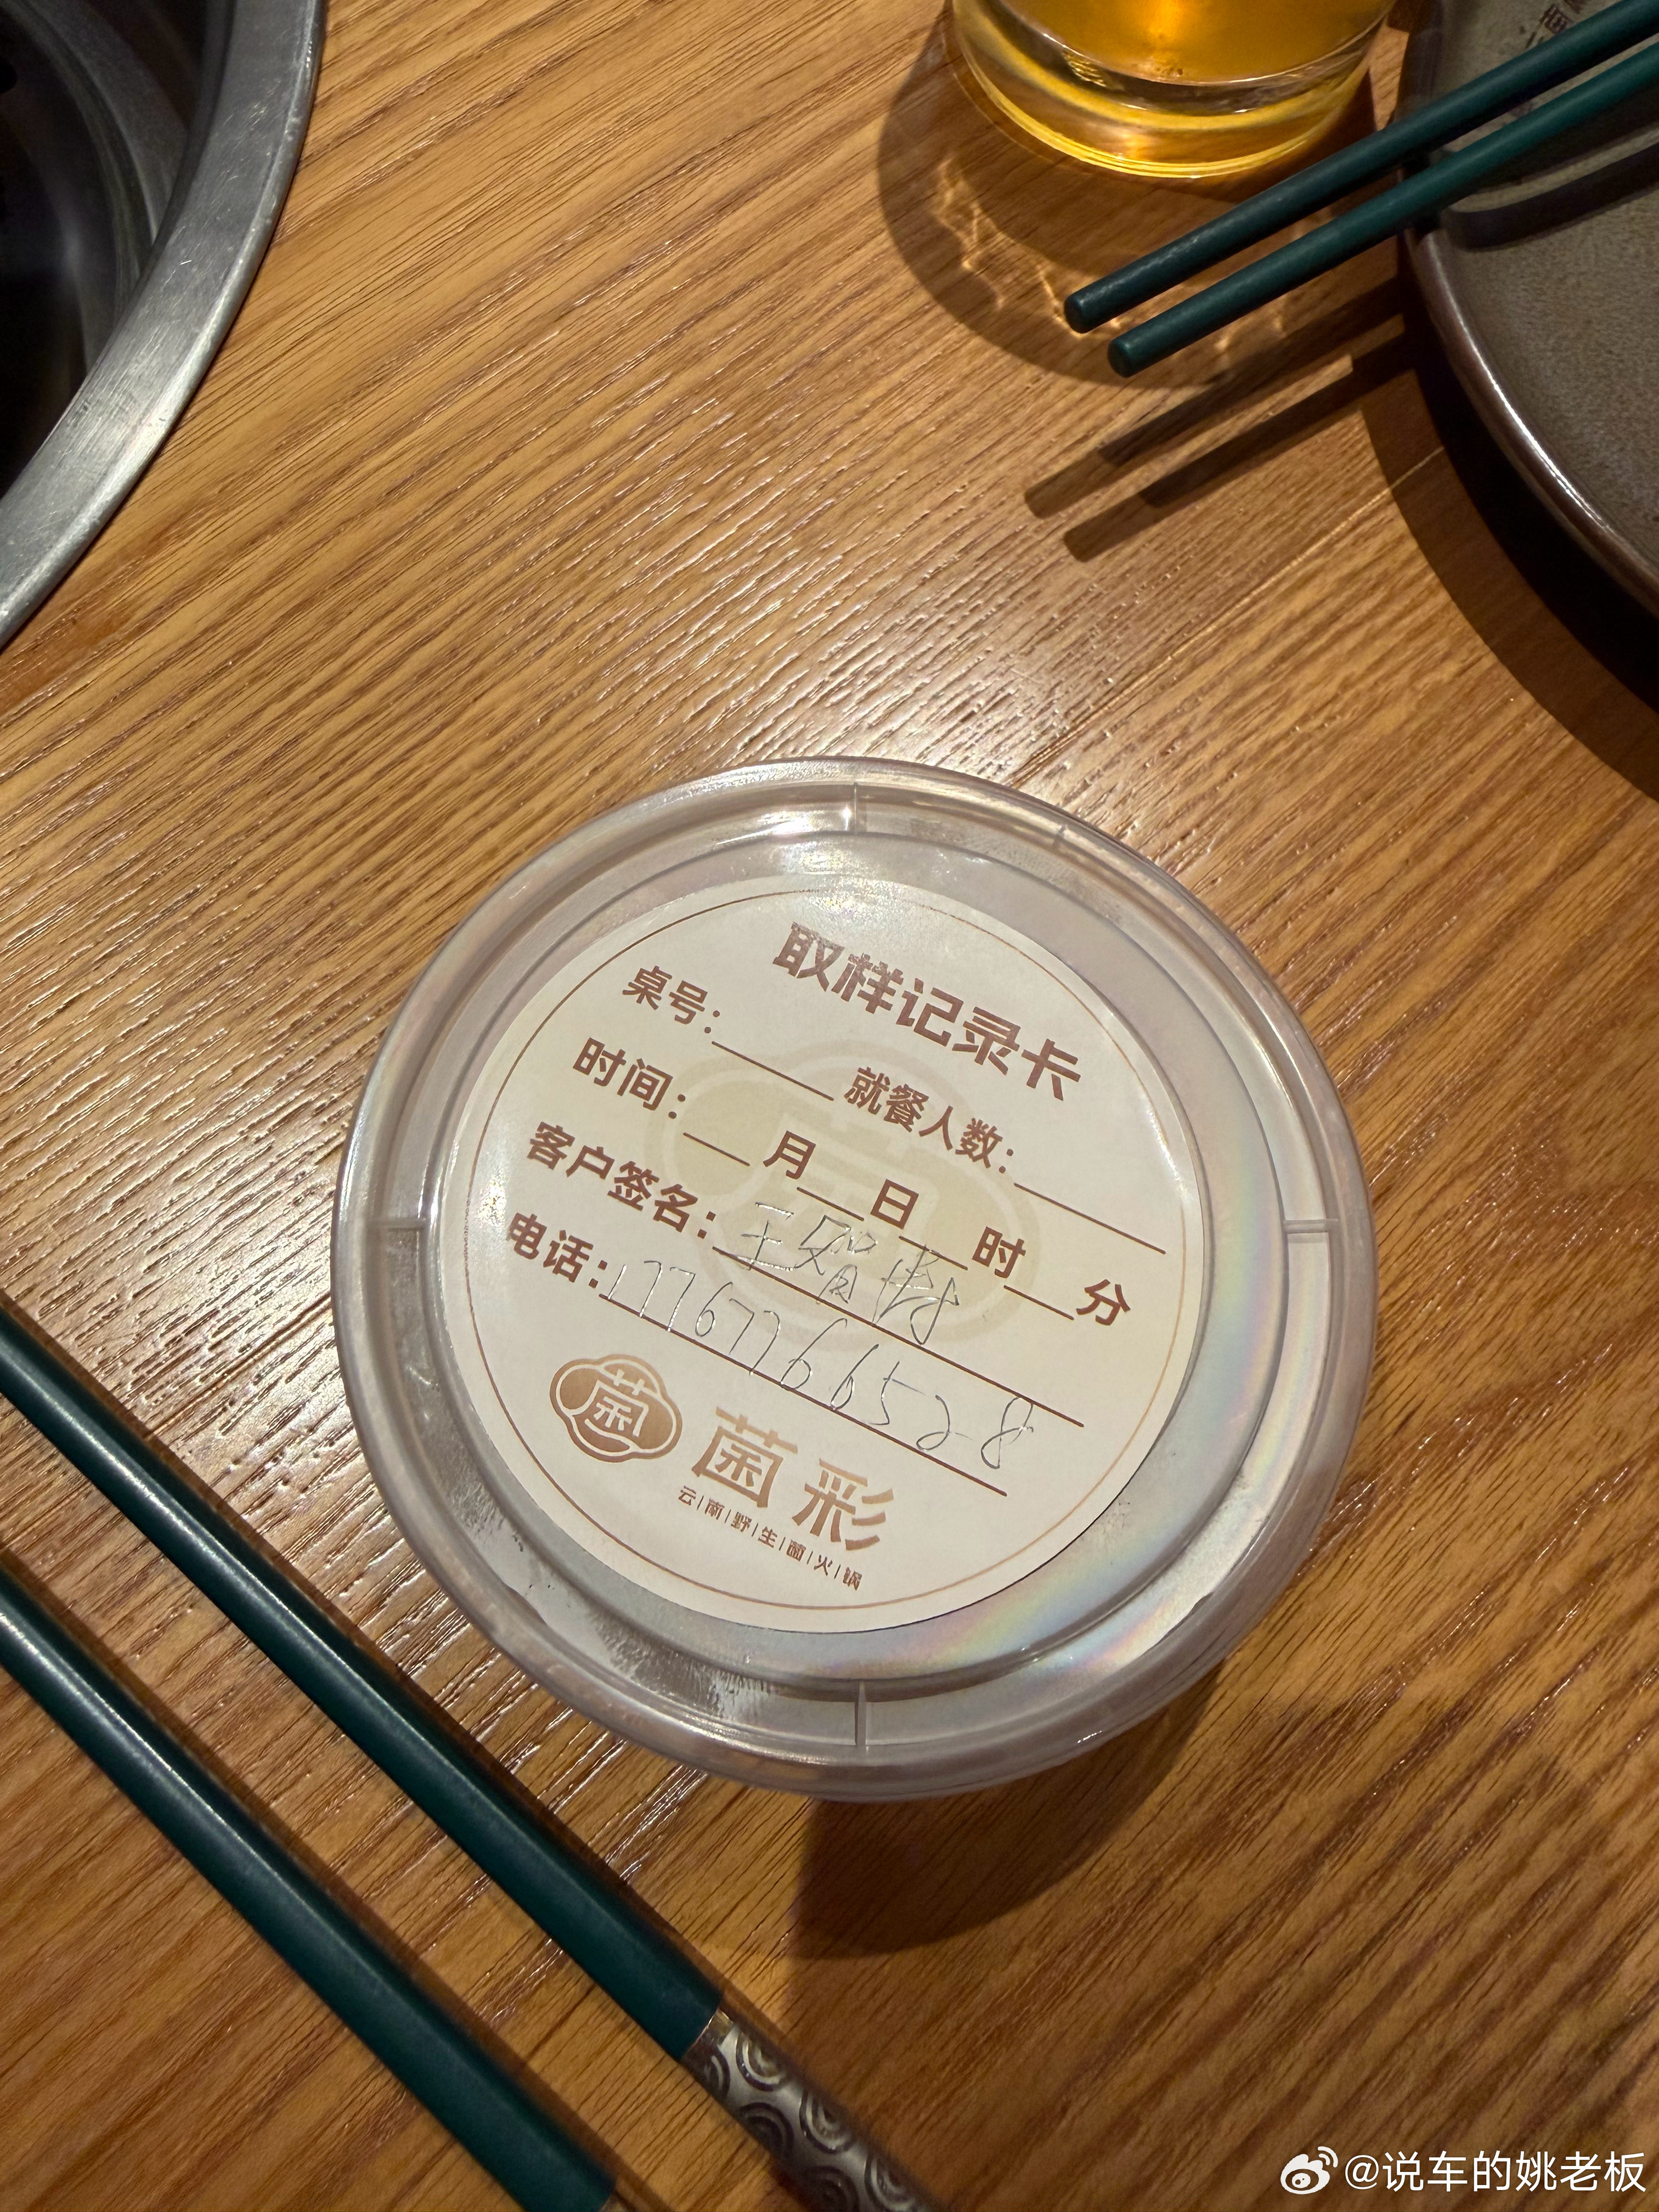 取样记录卡
桌号： 就餐人数：
时间： 月 日 时 分
客户签名：王
电话：17767766528
菌
菌彩
云|南|野|生|菌|火|锅
@说车的姚老板